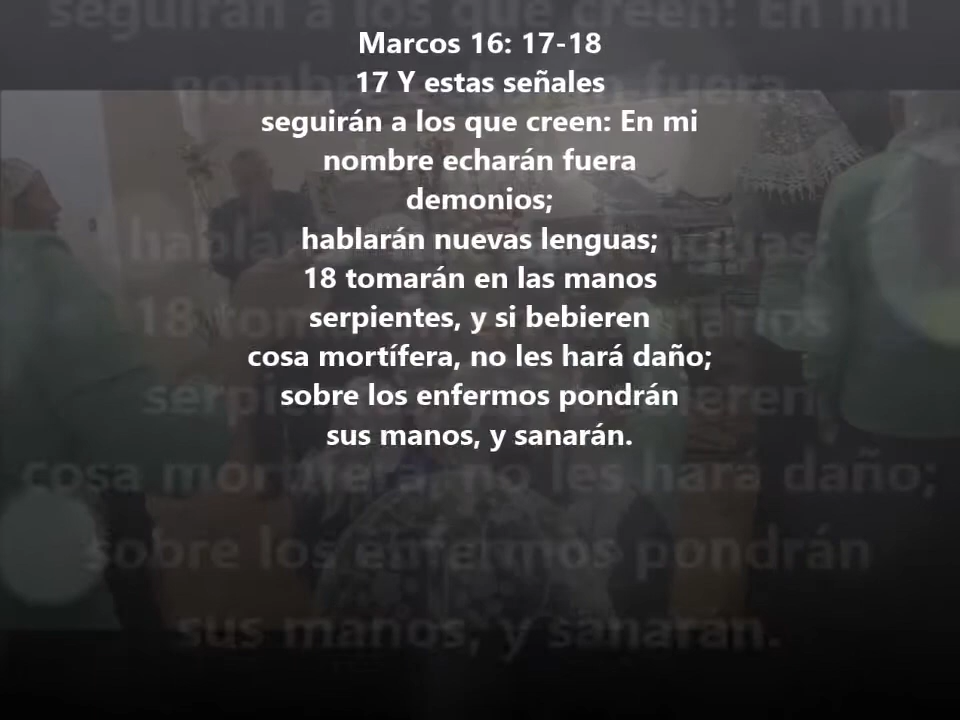 Marcos 16: 17-18
17 Y estas señales
seguirán a los que creen: En mi
nombre echarán fuera
demonios;
hablarán nuevas lenguas;
18 tomarán en las manos
serpientes, y si bebieren
cosa mortífera, no les hará daño;
sobre los enfermos pondrán
sus manos, y sanarán.